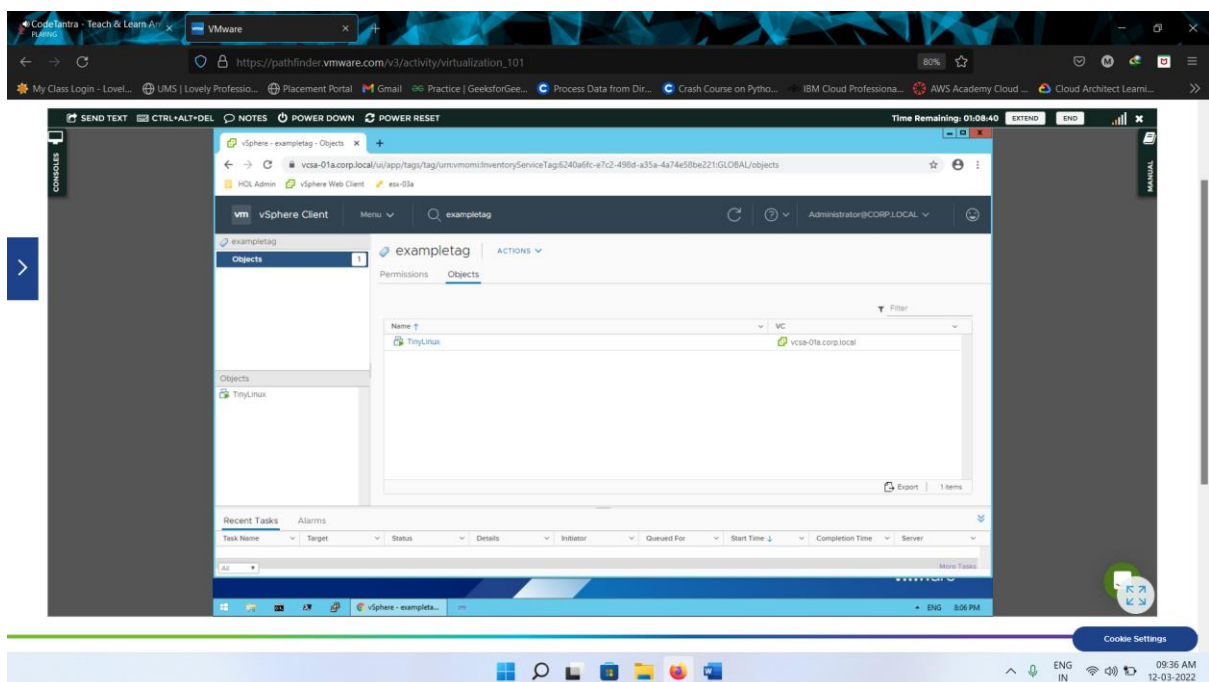 CodeTantra - Teach & Learn An
PLAYING
VMware
https://pathfinder.vmware.com/v3/activity/virtualization_101
80%
My Class Login - Lovel...
UMS | Lovely Professio...
Placement Portal
Gmail
Practice | GeeksforGee...
Process Data from Dir...
Crash Course on Pytho...
IBM Cloud Professiona...
AWS Academy Cloud ...
Cloud Architect Learni...
SEND TEXT
CTRL+ALT+DEL
NOTES
POWER DOWN
POWER RESET
Time Remaining: 01:08:40
EXTEND
END
CONSOLES
MANUAL
vSphere - exampletag - Objects
vcsa-01a.corp.local/ui/app/tags/tag/urn:vmomi:InventoryServiceTag:6240a6fc-e7c2-498d-a35a-4a74e58be221:GLOBAL/objects
HOL Admin
vSphere Web Client
esx-03a
vm vSphere Client
Menu
exampletag
Administrator@CORP.LOCAL
exampletag
Objects
1
exampletag
ACTIONS
Permissions
Objects
Filter
Name
VC
TinyLinux
vcsa-01a.corp.local
Objects
TinyLinux
Export
1 items
Recent Tasks
Alarms
Task Name
Target
Status
Details
Initiator
Queued For
Start Time
Completion Time
Server
All
More Tasks
vSphere - exampleta...
ENG
8:06 PM
Cookie Settings
ENG
IN
09:36 AM
12-03-2022